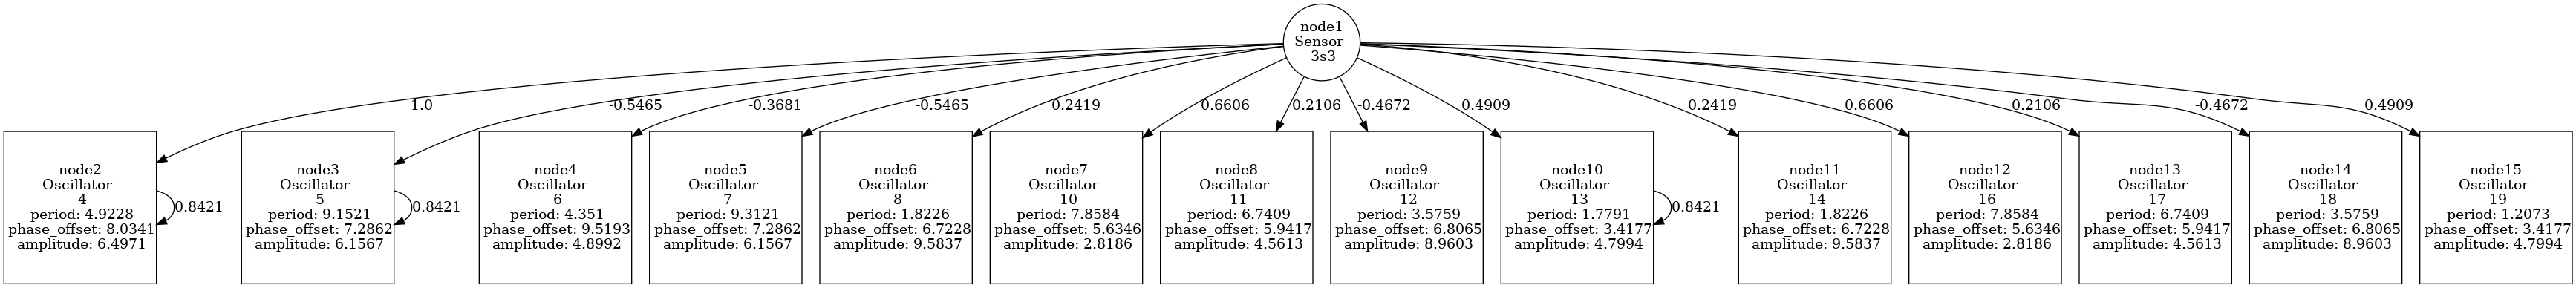 node1
Sensor
3s3
1.0
-0.5465
-0.3681
-0.5465
0.2419
0.6606
0.2106
-0.4672
0.4909
0.2419
0.6606
0.2106
-0.4672
0.4909
node2
Oscillator
4
period: 4.9228
phase_offset: 8.0341
amplitude: 6.4971
0.8421
node3
Oscillator
5
period: 9.1521
phase_offset: 7.2862
amplitude: 6.1567
0.8421
node4
Oscillator
6
period: 4.351
phase_offset: 9.5193
amplitude: 4.8992
node5
Oscillator
7
period: 9.3121
phase_offset: 7.2862
amplitude: 6.1567
node6
Oscillator
8
period: 1.8226
phase_offset: 6.7228
amplitude: 9.5837
node7
Oscillator
10
period: 7.8584
phase_offset: 5.6346
amplitude: 2.8186
node8
Oscillator
11
period: 6.7409
phase_offset: 5.9417
amplitude: 4.5613
node9
Oscillator
12
period: 3.5759
phase_offset: 6.8065
amplitude: 8.9603
node10
Oscillator
13
period: 1.7791
phase_offset: 3.4177
amplitude: 4.7994
0.8421
node11
Oscillator
14
period: 1.8226
phase_offset: 6.7228
amplitude: 9.5837
node12
Oscillator
16
period: 7.8584
phase_offset: 5.6346
amplitude: 2.8186
node13
Oscillator
17
period: 6.7409
phase_offset: 5.9417
amplitude: 4.5613
node14
Oscillator
18
period: 3.5759
phase_offset: 6.8065
amplitude: 8.9603
node15
Oscillator
19
period: 1.2073
phase_offset: 3.4177
amplitude: 4.7994